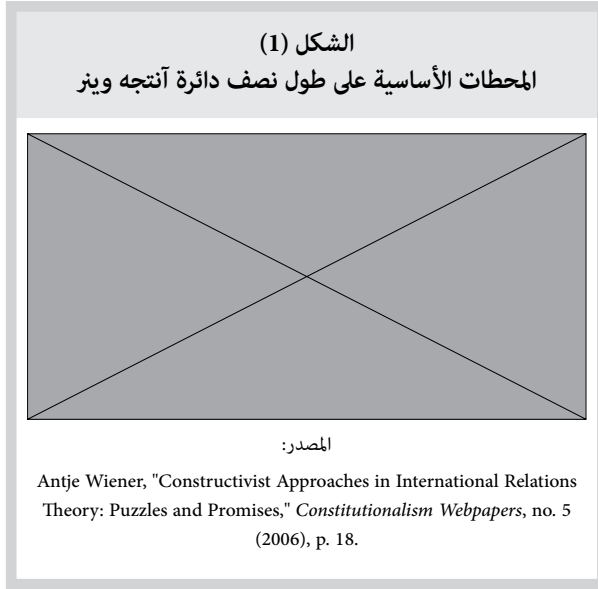 الشكل (1)
المحطات الأساسية على طول نصف دائرة آنتجه وينر
المصدر:
Antje Wiener, "Constructivist Approaches in International Relations
Theory: Puzzles and Promises," Constitutionalism Webpapers, no. 5
(2006), p. 18.